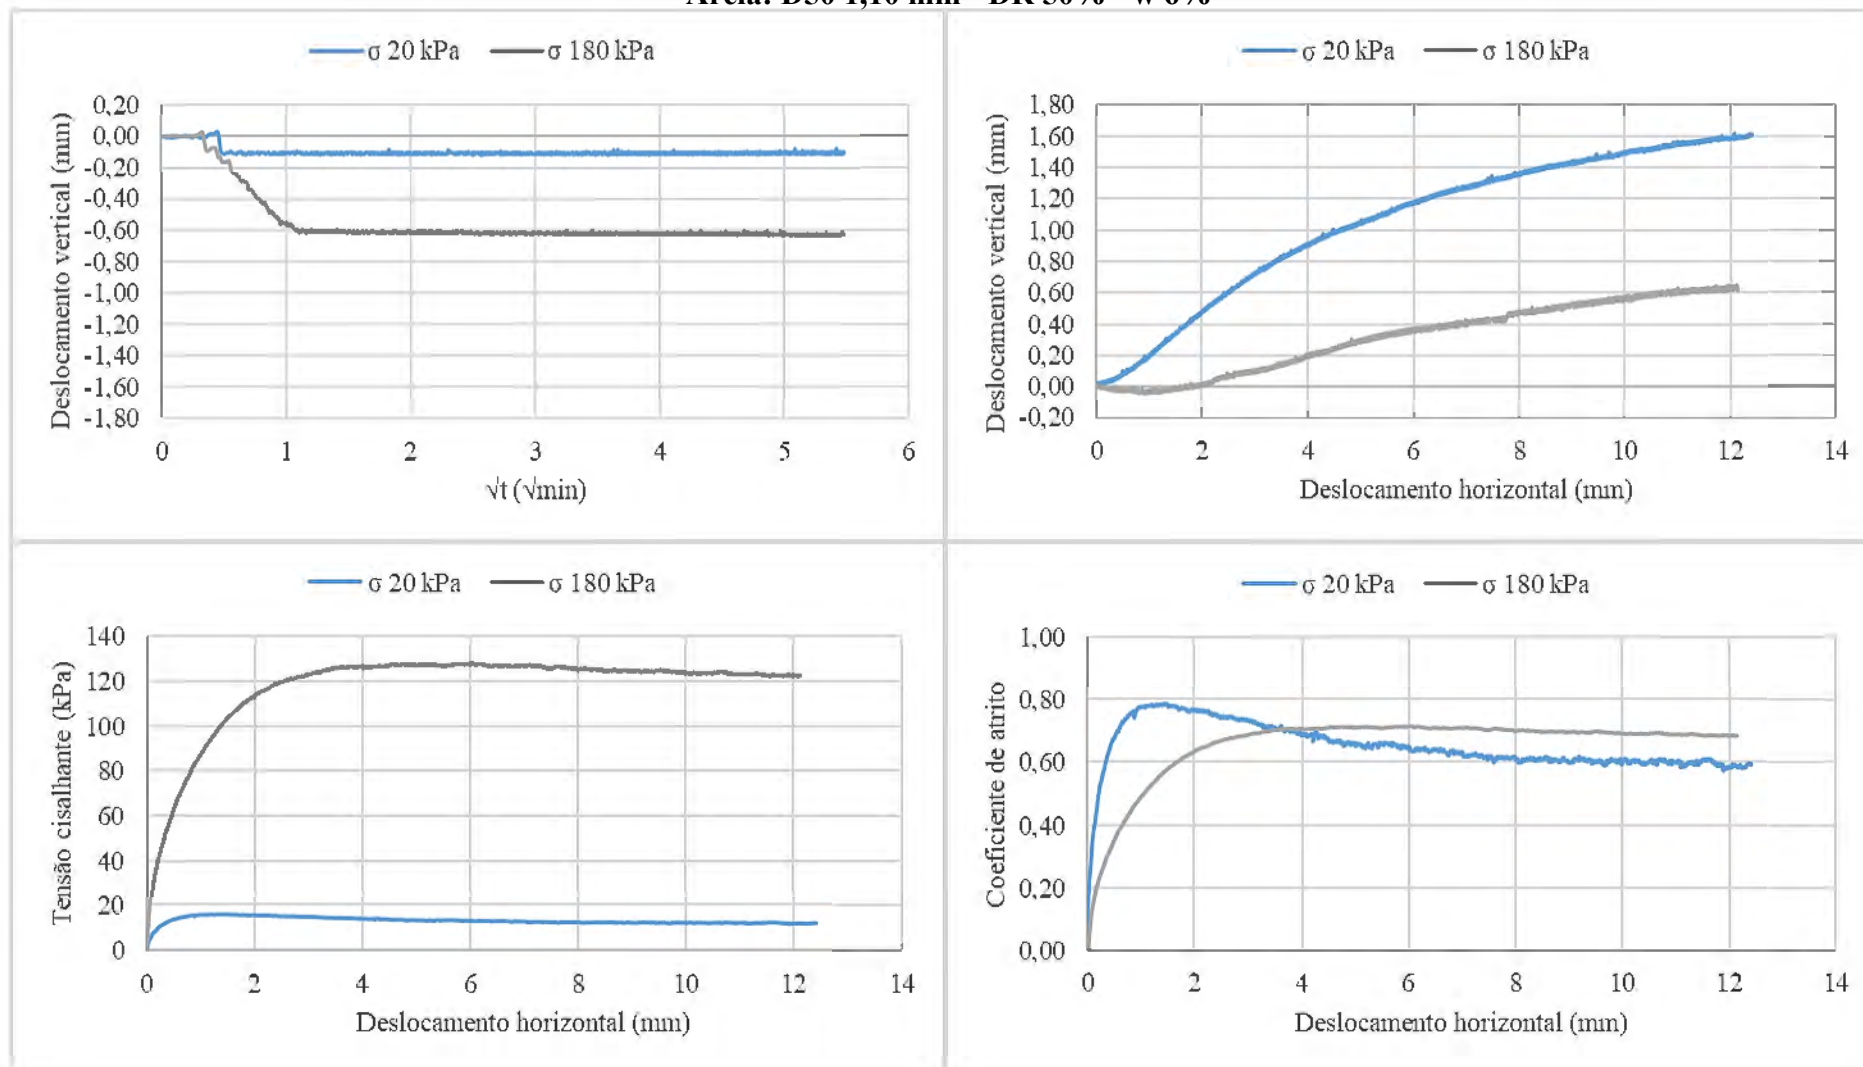 σ 20 kPa σ 180 kPa
Deslocamento vertical (mm)
0,20
0,00
-0,20
-0,40
-0,60
-0,80
-1,00
-1,20
-1,40
-1,60
-1,80
0 1 2 3 4 5 6
√t (√min)
σ 20 kPa σ 180 kPa
Deslocamento vertical (mm)
1,80
1,60
1,40
1,20
1,00
0,80
0,60
0,40
0,20
0,00
-0,20
0 2 4 6 8 10 12 14
Deslocamento horizontal (mm)
σ 20 kPa σ 180 kPa
Tensão cisalhante (kPa)
140
120
100
80
60
40
20
0
0 2 4 6 8 10 12 14
Deslocamento horizontal (mm)
σ 20 kPa σ 180 kPa
Coeficiente de atrito
1,00
0,80
0,60
0,40
0,20
0,00
0 2 4 6 8 10 12 14
Deslocamento horizontal (mm)